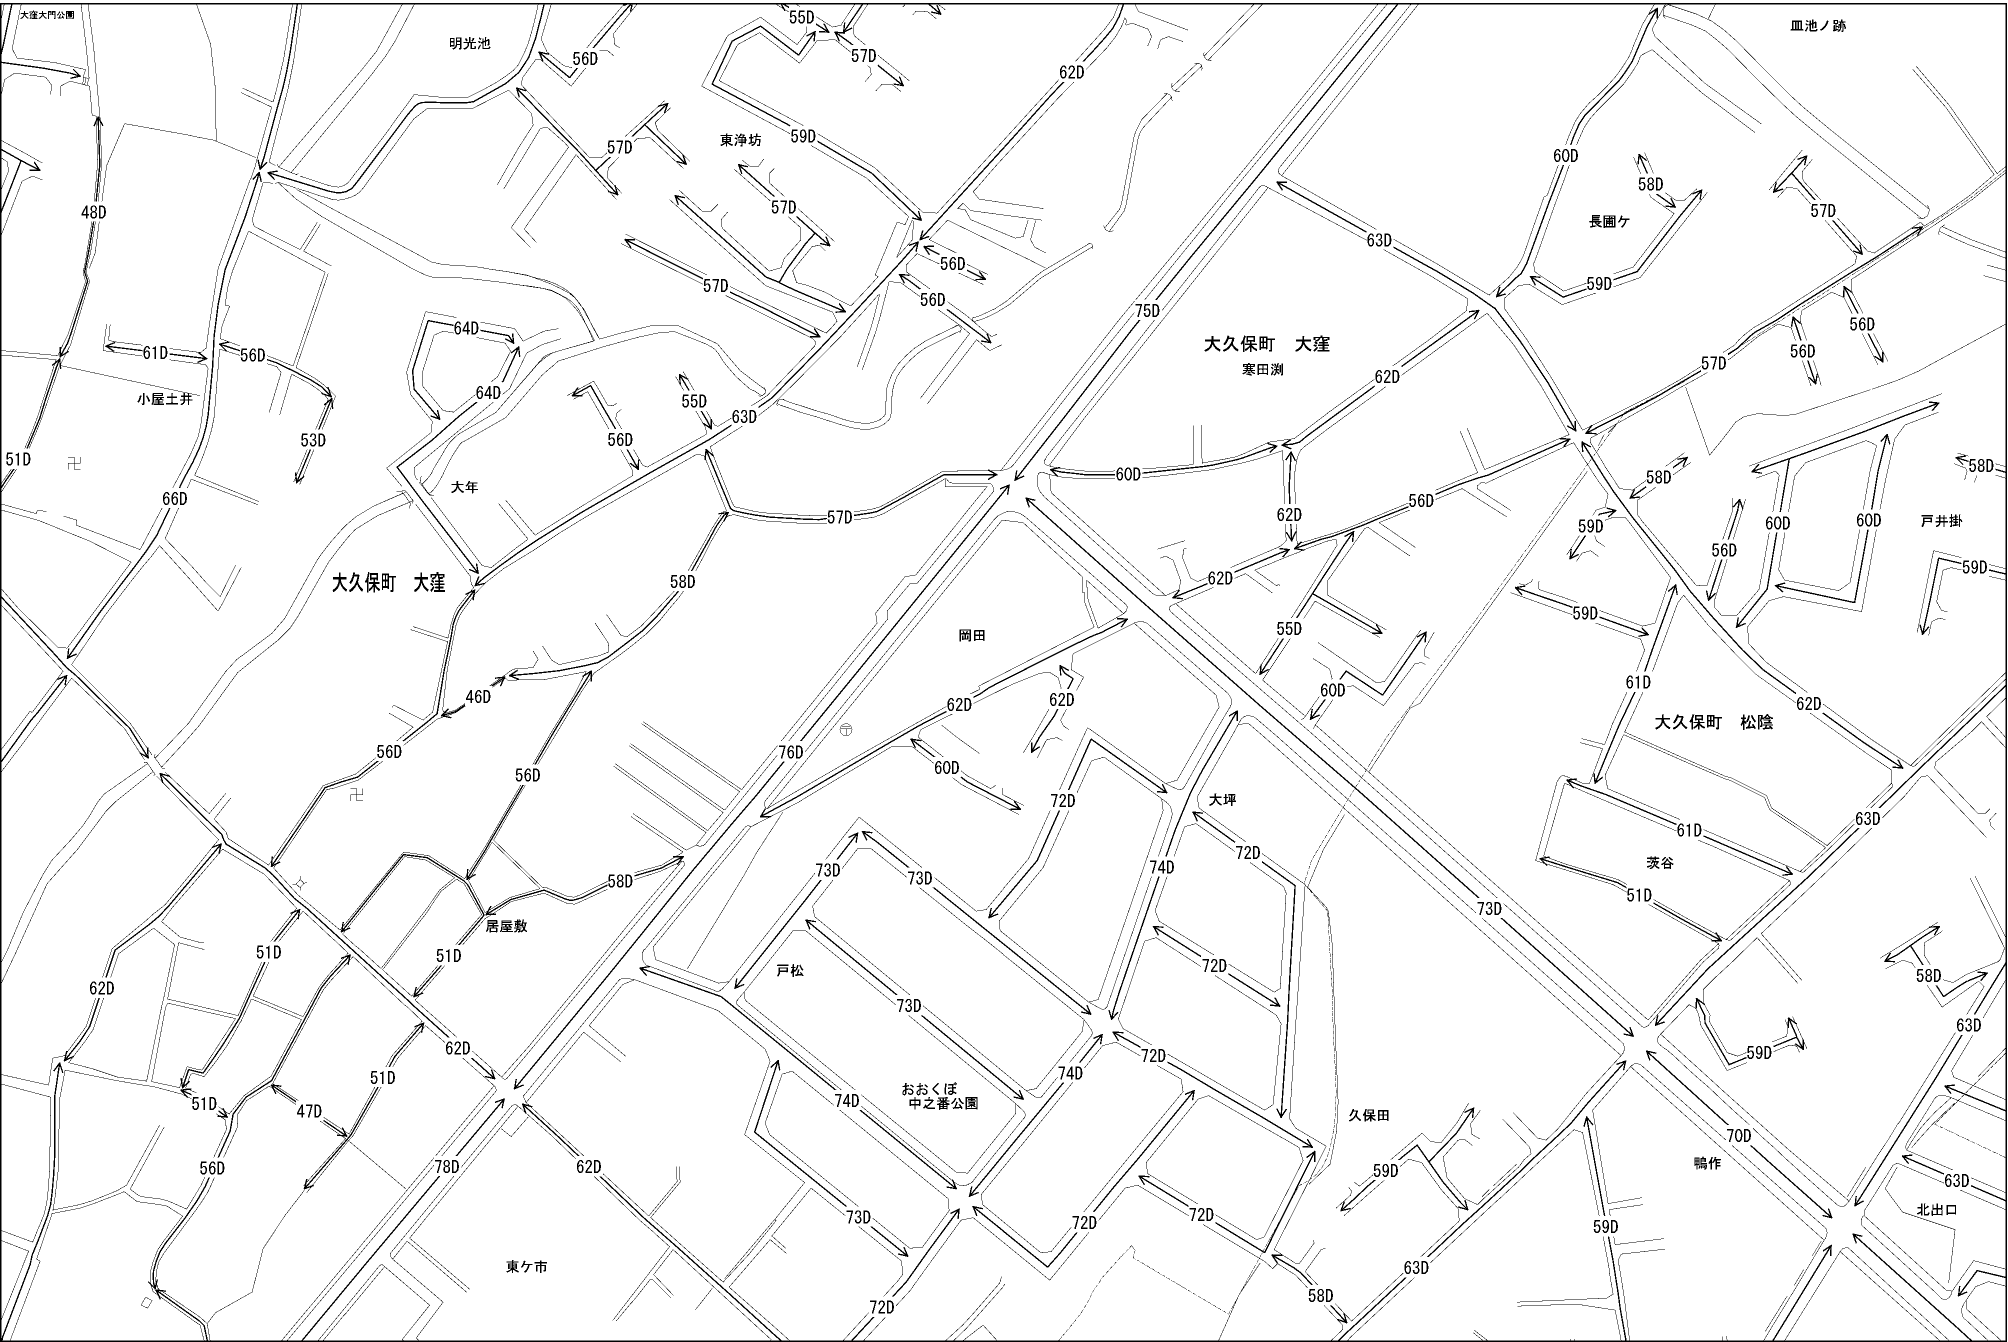 大窪大門公園
明光池
皿池ノ跡
55D
56D
57D
62D
59D
57D
東浄坊
60D
58D
57D
48D
57D
長圃ケ
63D
56D
59D
57D
56D
75D
61D
56D
64D
大久保町　大窪
寒田渕
56D
56D
57D
64D
62D
小屋土井
55D
63D
53D
56D
51D
60D
58D
58D
66D
大年
56D
57D
62D
59D
60D
60D
戸井掛
56D
大久保町　大窪
58D
62D
59D
59D
岡田
55D
46D
62D
62D
60D
61D
62D
大久保町　松陰
56D
76D
56D
60D
72D
大坪
63D
61D
58D
73D
73D
74D
72D
茨谷
51D
居屋敷
73D
51D
51D
戸松
72D
58D
62D
73D
63D
62D
72D
59D
51D
74D
おおくぼ
中之番公園
51D
47D
74D
久保田
70D
56D
78D
62D
59D
鴨作
63D
73D
72D
72D
59D
北出口
東ケ市
63D
72D
58D